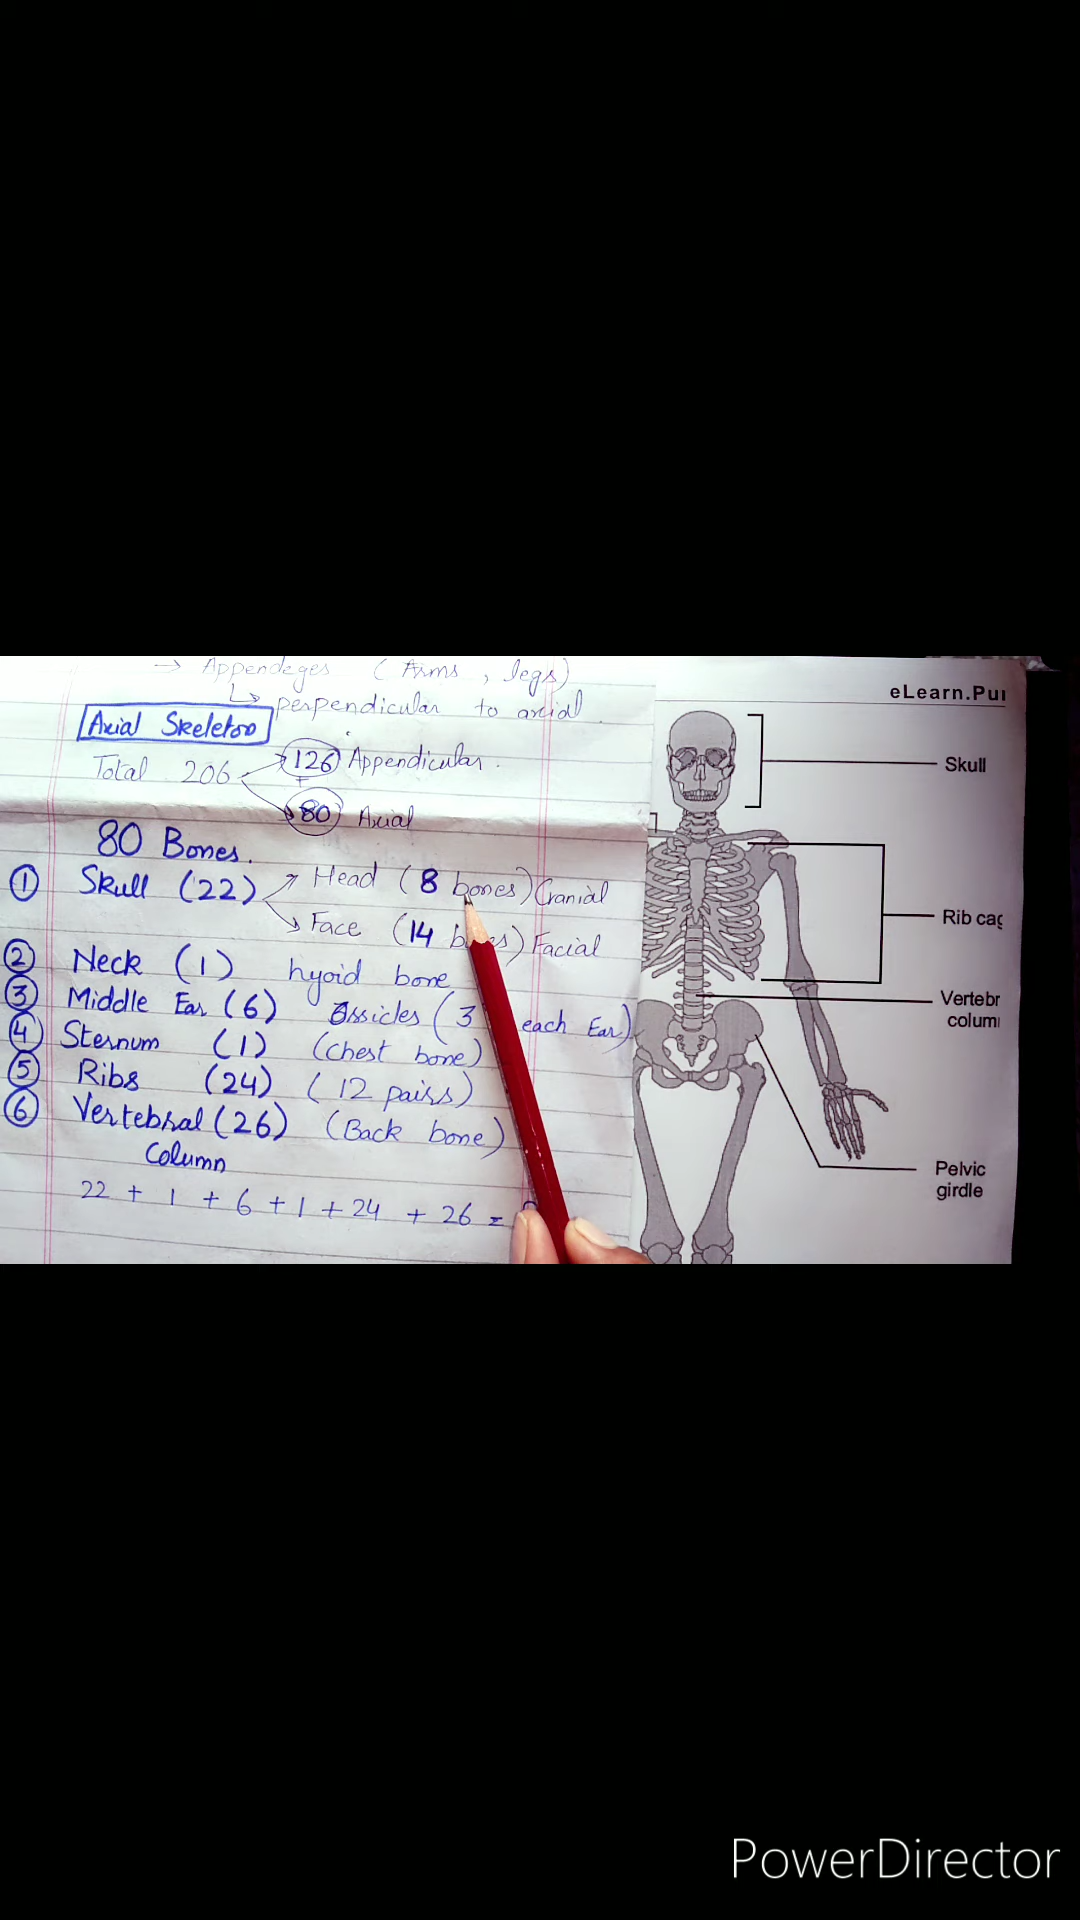 → Appendeges (Arms, legs)
↳ perpendicular to axial.
Axial Skeleton
Total 206 → 126 Appendicular.
+
→ 80 Axial
80 Bones.
① Skull (22) → Head (8 bones) Cranial
→ Face (14 bones) Facial
② Neck (1) hyoid bone
③ Middle Ear (6) Ossicles (3 each Ear)
④ Sternum (1) (Chest bone)
⑤ Ribs (24) (12 pairs)
⑥ Vertebral (26) (Back bone)
Column
22 + 1 + 6 + 1 + 24 + 26 =
eLearn.Pu
Skull
Rib cag
Vertebr
colum
Pelvic
girdle
PowerDirector